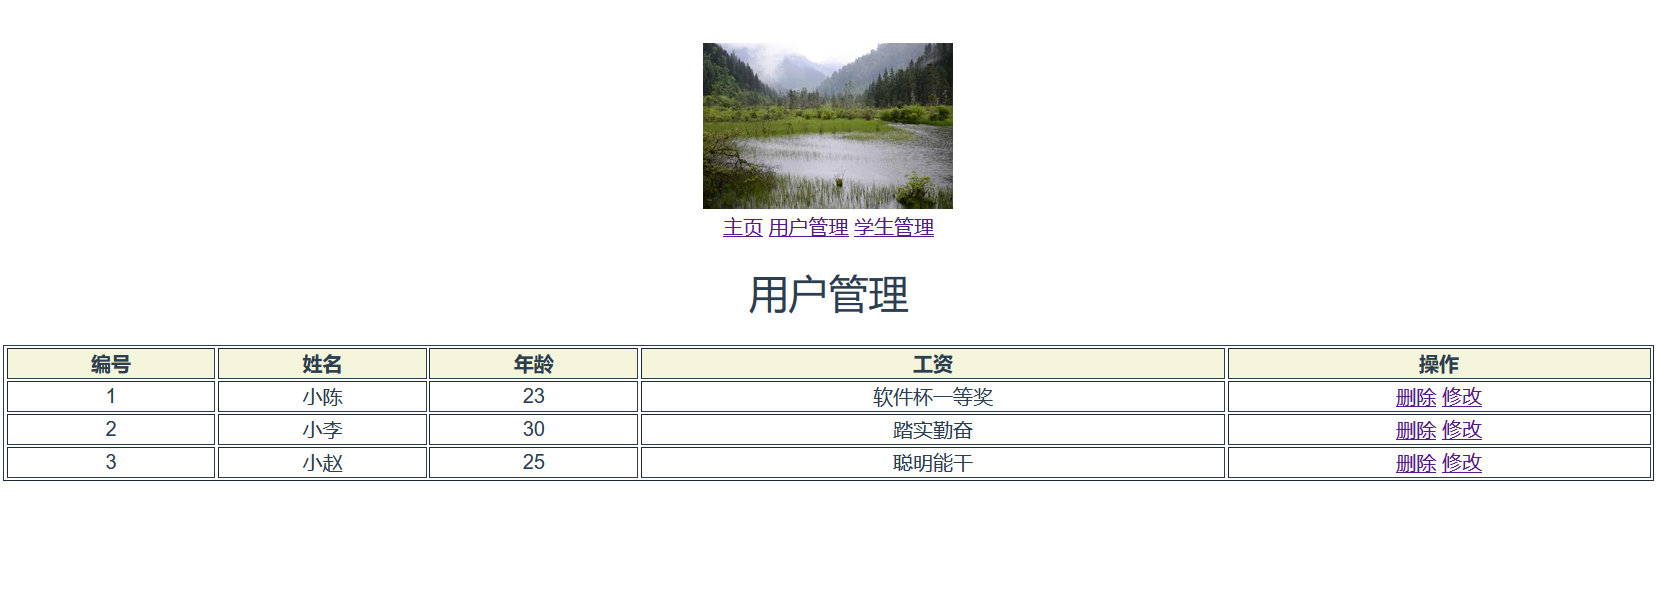 主页 用户管理 学生管理
用户管理
编号 姓名 年龄 工资 操作
1 小陈 23 软件杯一等奖 删除 修改
2 小李 30 踏实勤奋 删除 修改
3 小赵 25 聪明能干 删除 修改